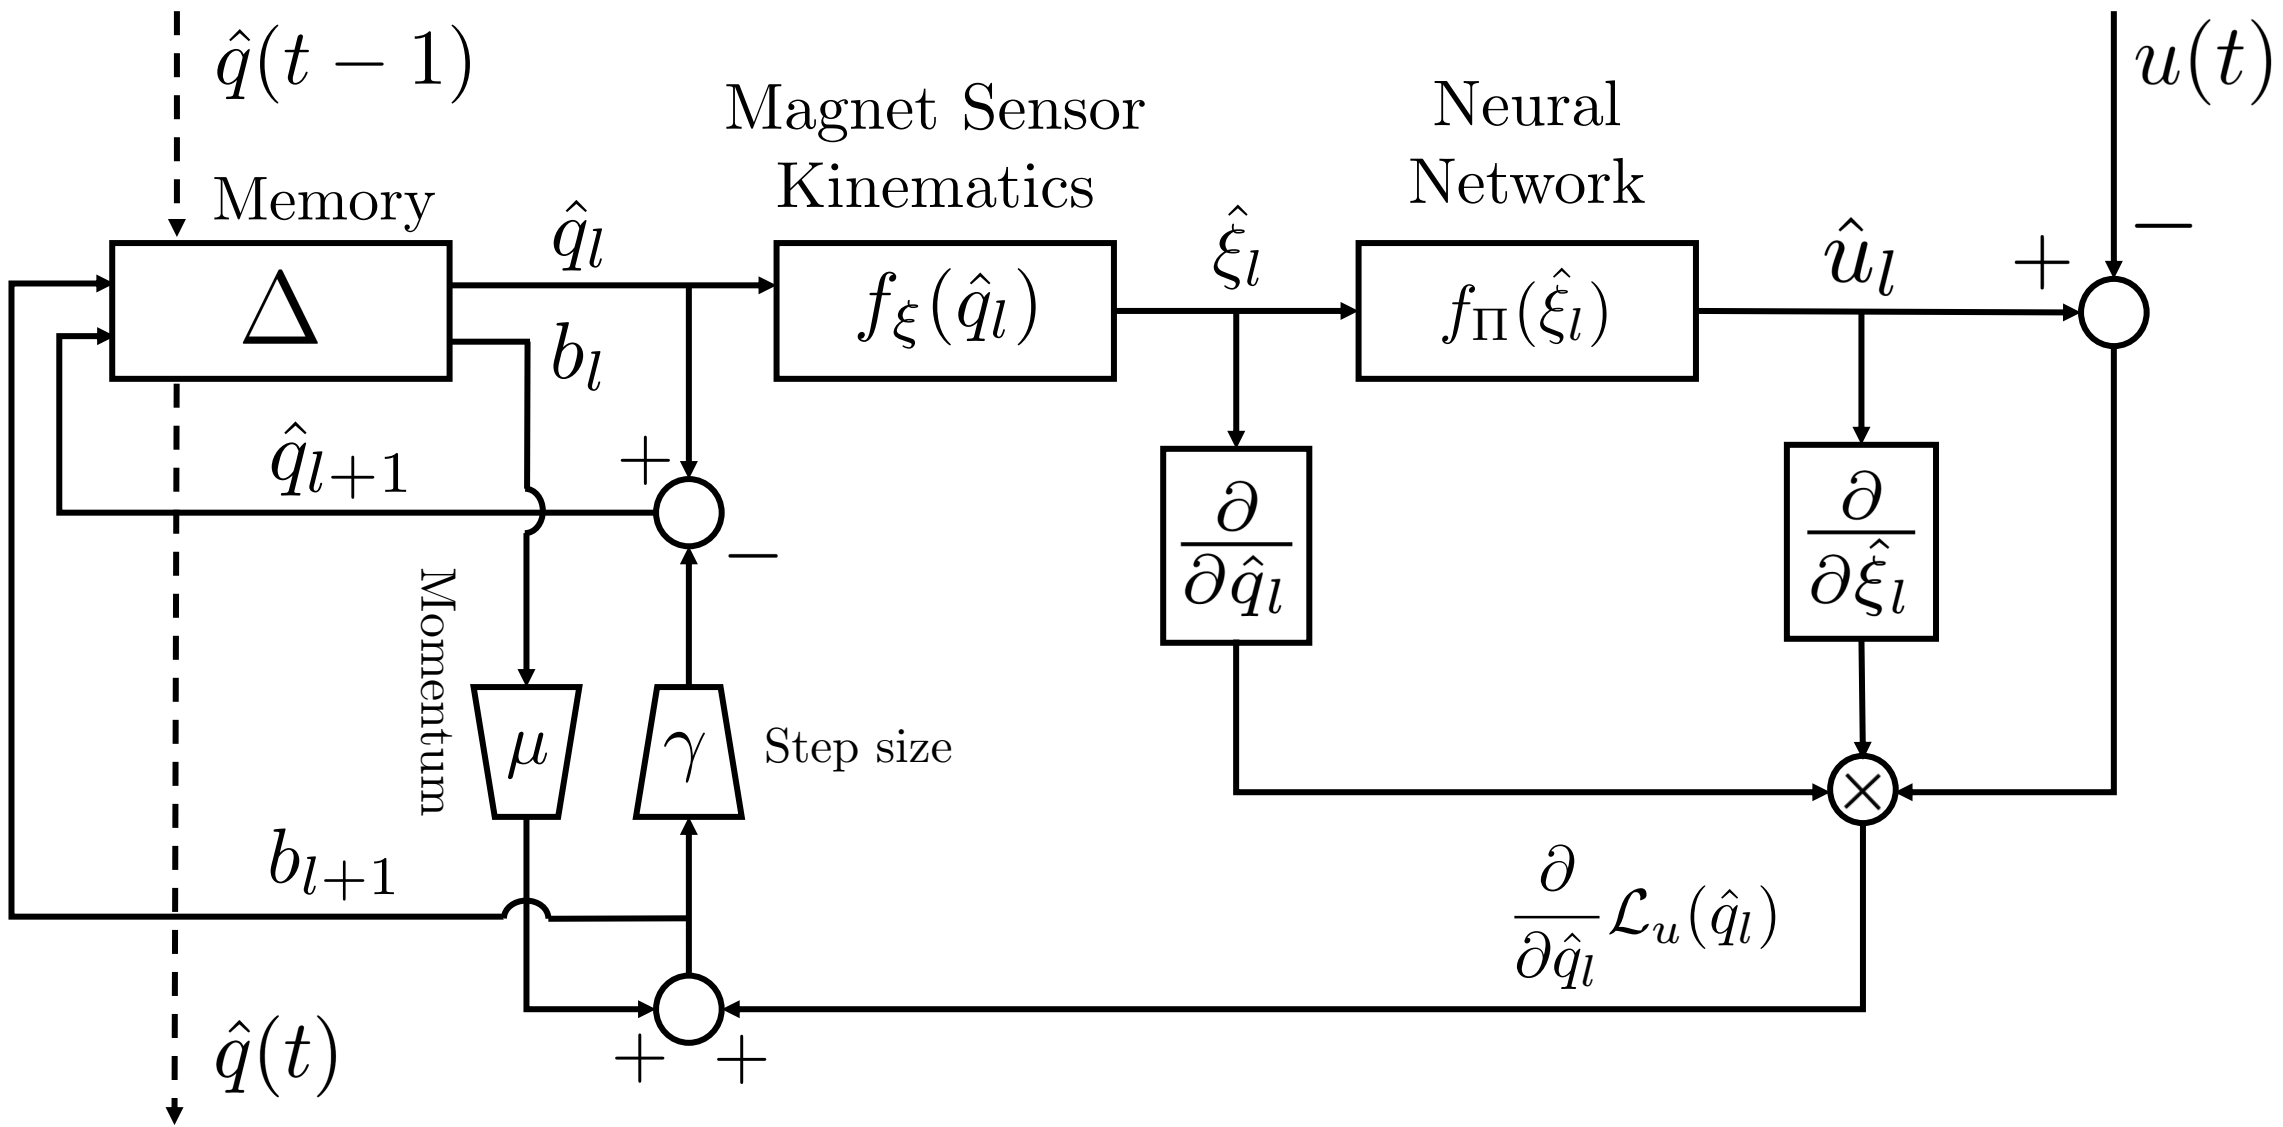 q̂(t − 1)
u(t)
Magnet Sensor
Kinematics
Neural
Network
Memory
Δ
q̂_l
b_l
f_ξ(q̂_l)
ξ̂_l
f_Π(ξ̂_l)
û_l
+
−
q̂_{l+1}
+
−
∂/∂q̂_l
∂/∂ξ̂_l
Momentum
μ
γ
Step size
×
b_{l+1}
∂/∂q̂_l ℒ_u(q̂_l)
q̂(t)
+
+